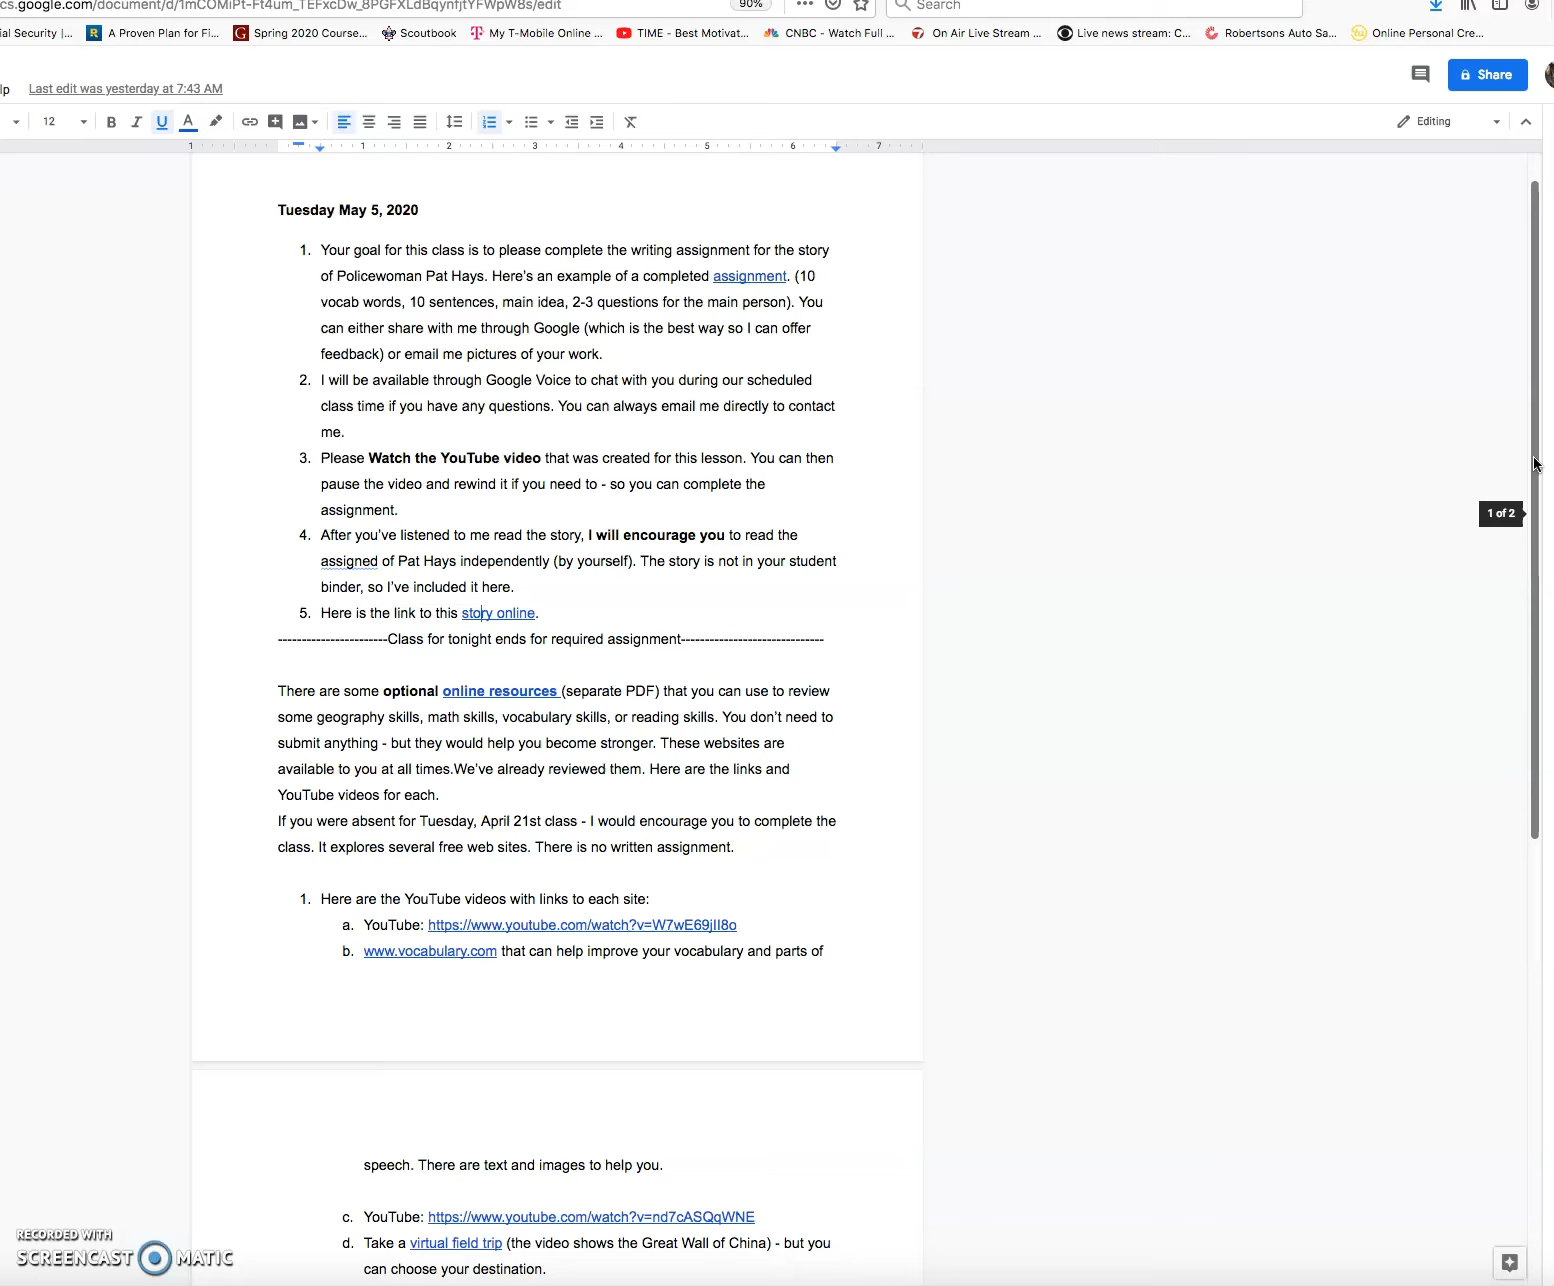 cs.google.com/document/d/1mCOMiPt-Ft4um_TEFxcDw_8PGFXLdBqynfjtYFWpW8s/edit 90% Search
ial Security |... A Proven Plan for Fi... Spring 2020 Course... Scoutbook My T-Mobile Online ... TIME - Best Motivat... CNBC - Watch Full ... On Air Live Stream ... Live news stream: C... Robertsons Auto Sa... Online Personal Cre...
lp Last edit was yesterday at 7:43 AM Share
12 B I U A Editing
1 1 2 3 4 5 6 7
Tuesday May 5, 2020
1. Your goal for this class is to please complete the writing assignment for the story
of Policewoman Pat Hays. Here's an example of a completed assignment. (10
vocab words, 10 sentences, main idea, 2-3 questions for the main person). You
can either share with me through Google (which is the best way so I can offer
feedback) or email me pictures of your work.
2. I will be available through Google Voice to chat with you during our scheduled
class time if you have any questions. You can always email me directly to contact
me.
3. Please Watch the YouTube video that was created for this lesson. You can then
pause the video and rewind it if you need to - so you can complete the
assignment.
4. After you've listened to me read the story, I will encourage you to read the
assigned of Pat Hays independently (by yourself). The story is not in your student
binder, so I've included it here.
5. Here is the link to this story online.
-----------------------Class for tonight ends for required assignment------------------------------
There are some optional online resources (separate PDF) that you can use to review
some geography skills, math skills, vocabulary skills, or reading skills. You don't need to
submit anything - but they would help you become stronger. These websites are
available to you at all times.We've already reviewed them. Here are the links and
YouTube videos for each.
If you were absent for Tuesday, April 21st class - I would encourage you to complete the
class. It explores several free web sites. There is no written assignment.
1. Here are the YouTube videos with links to each site:
a. YouTube: https://www.youtube.com/watch?v=W7wE69jlI8o
b. www.vocabulary.com that can help improve your vocabulary and parts of
1 of 2
speech. There are text and images to help you.
c. YouTube: https://www.youtube.com/watch?v=nd7cASQqWNE
d. Take a virtual field trip (the video shows the Great Wall of China) - but you
can choose your destination.
RECORDED WITH
SCREENCAST MATIC